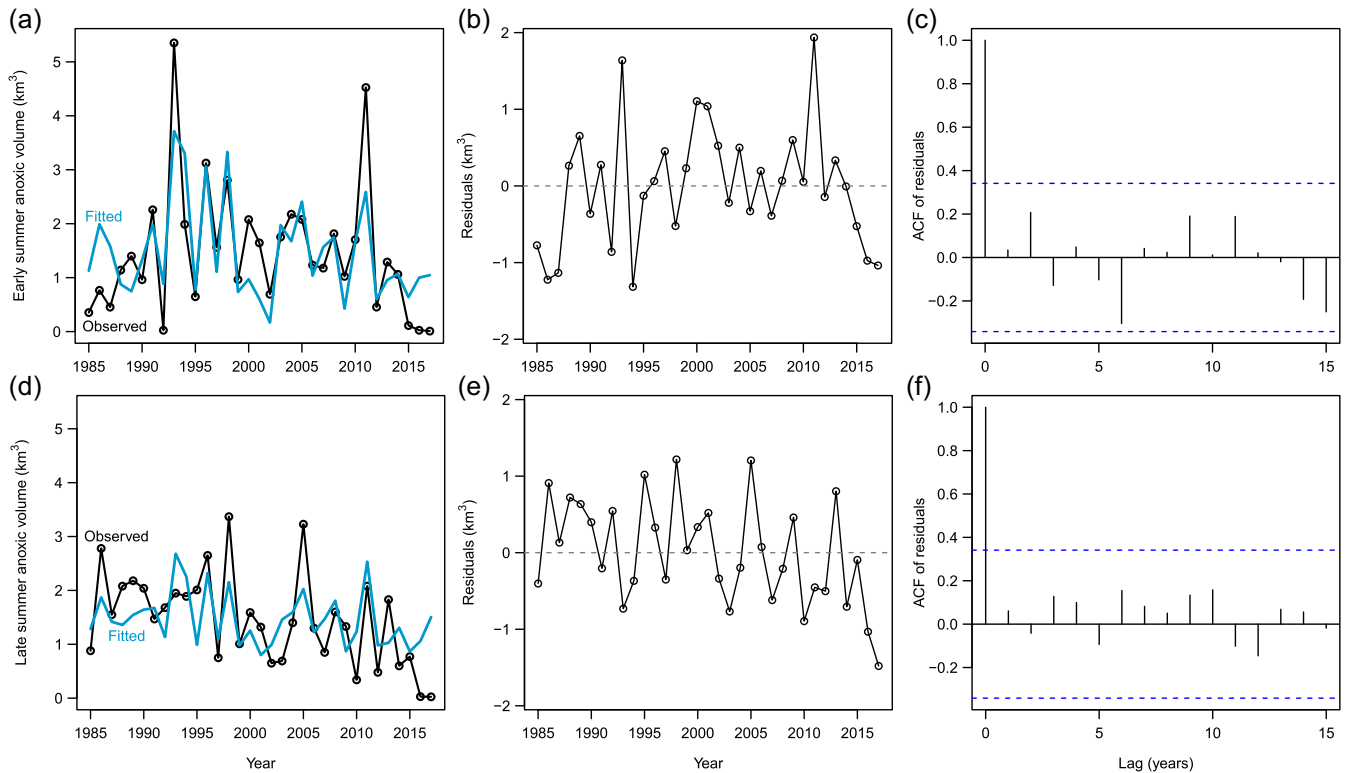 (a)
Early summer anoxic volume (km³)
5
4
3
2
1
0
Fitted
Observed
1985 1990 1995 2000 2005 2010 2015
(b)
Residuals (km³)
2
1
0
−1
−2
1985 1990 1995 2000 2005 2010 2015
(c)
ACF of residuals
1.0
0.8
0.6
0.4
0.2
0.0
−0.2
0 5 10 15
(d)
Late summer anoxic volume (km³)
5
4
3
2
1
0
Observed
Fitted
1985 1990 1995 2000 2005 2010 2015
Year
(e)
Residuals (km³)
2
1
0
−1
−2
1985 1990 1995 2000 2005 2010 2015
Year
(f)
ACF of residuals
1.0
0.8
0.6
0.4
0.2
0.0
−0.2
0 5 10 15
Lag (years)